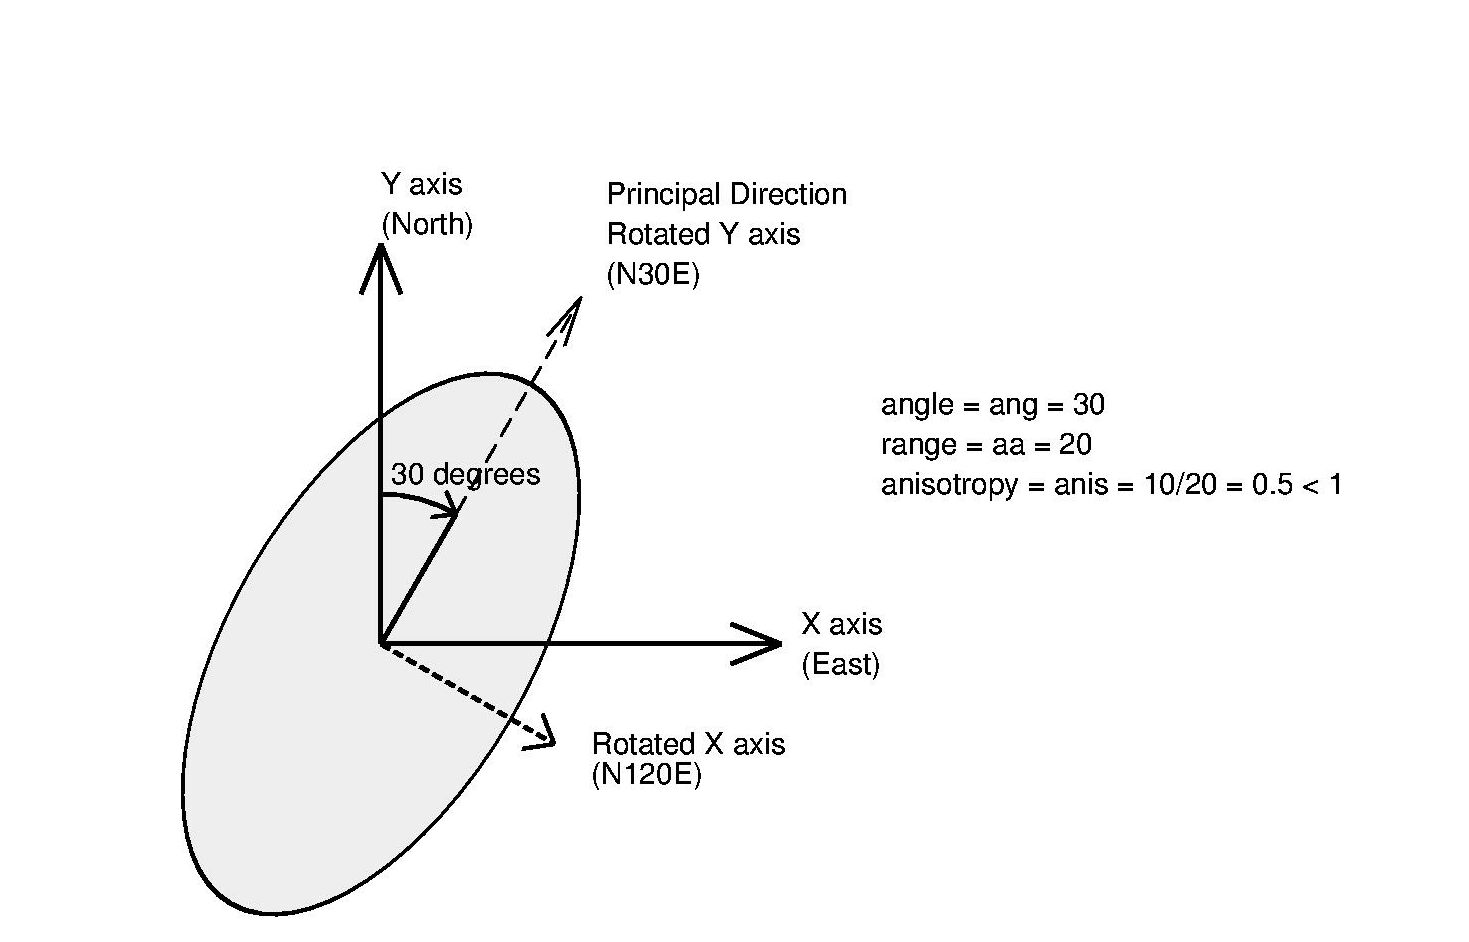 Y axis
(North)
Principal Direction
Rotated Y axis
(N30E)
angle = ang = 30
range = aa = 20
anisotropy = anis = 10/20 = 0.5 < 1
30 degrees
X axis
(East)
Rotated X axis
(N120E)